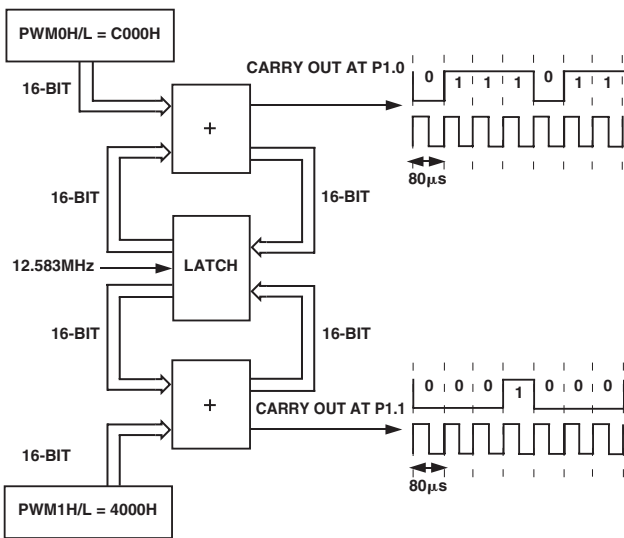 PWM0H/L = C000H
16-BIT
CARRY OUT AT P1.0
0 1 1 1 0 1 1
+
80μs
16-BIT
16-BIT
12.583MHz
LATCH
16-BIT
16-BIT
0 0 0 1 0 0 0
+
CARRY OUT AT P1.1
16-BIT
80μs
PWM1H/L = 4000H